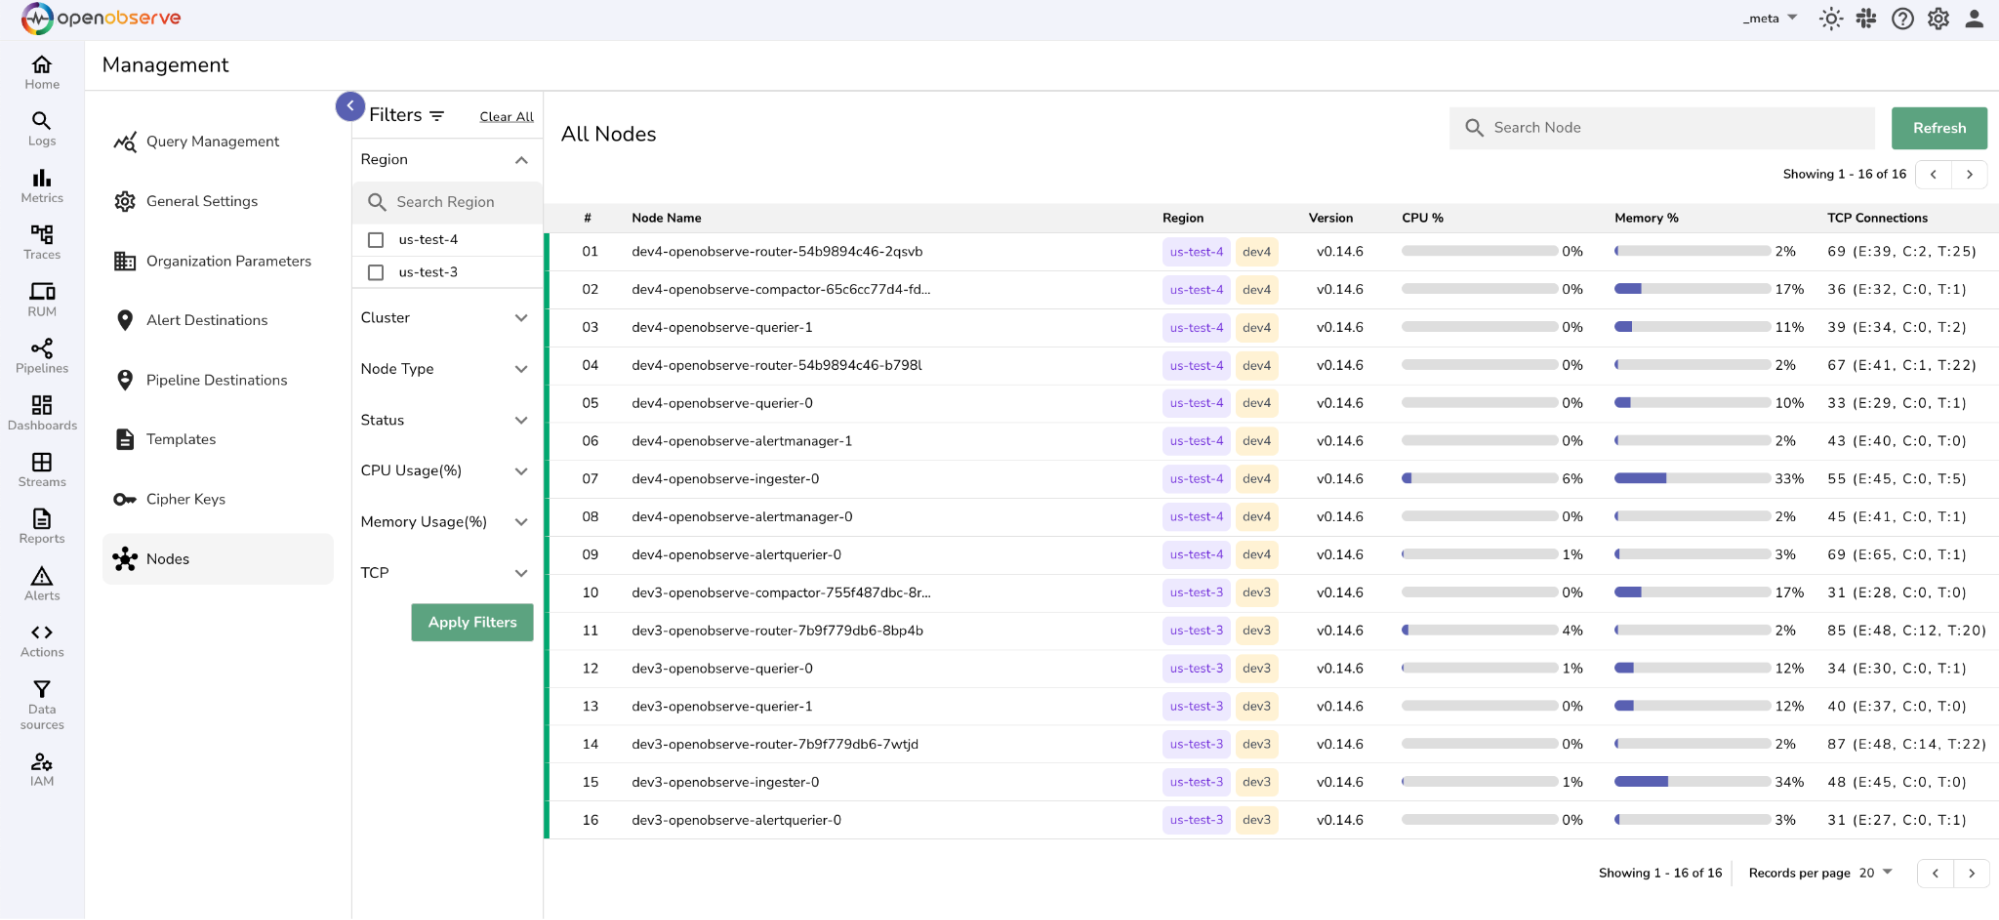 openobserve
_meta
Management
Home
Logs
Metrics
Traces
RUM
Pipelines
Dashboards
Streams
Reports
Alerts
Actions
Data
sources
IAM
Query Management
General Settings
Organization Parameters
Alert Destinations
Pipeline Destinations
Templates
Cipher Keys
Nodes
Filters Clear All
Region
Search Region
us-test-4
us-test-3
Cluster
Node Type
Status
CPU Usage(%)
Memory Usage(%)
TCP
Apply Filters
All Nodes
Search Node
Refresh
Showing 1 - 16 of 16
# Node Name Region Version CPU % Memory % TCP Connections
01 dev4-openobserve-router-54b9894c46-2qsvb us-test-4 dev4 v0.14.6 0% 2% 69 (E:39, C:2, T:25)
02 dev4-openobserve-compactor-65c6cc77d4-fd... us-test-4 dev4 v0.14.6 0% 17% 36 (E:32, C:0, T:1)
03 dev4-openobserve-querier-1 us-test-4 dev4 v0.14.6 0% 11% 39 (E:34, C:0, T:2)
04 dev4-openobserve-router-54b9894c46-b798l us-test-4 dev4 v0.14.6 0% 2% 67 (E:41, C:1, T:22)
05 dev4-openobserve-querier-0 us-test-4 dev4 v0.14.6 0% 10% 33 (E:29, C:0, T:1)
06 dev4-openobserve-alertmanager-1 us-test-4 dev4 v0.14.6 0% 2% 43 (E:40, C:0, T:0)
07 dev4-openobserve-ingester-0 us-test-4 dev4 v0.14.6 6% 33% 55 (E:45, C:0, T:5)
08 dev4-openobserve-alertmanager-0 us-test-4 dev4 v0.14.6 0% 2% 45 (E:41, C:0, T:1)
09 dev4-openobserve-alertquerier-0 us-test-4 dev4 v0.14.6 1% 3% 69 (E:65, C:0, T:1)
10 dev3-openobserve-compactor-755f487dbc-8r... us-test-3 dev3 v0.14.6 0% 17% 31 (E:28, C:0, T:0)
11 dev3-openobserve-router-7b9f779db6-8bp4b us-test-3 dev3 v0.14.6 4% 2% 85 (E:48, C:12, T:20)
12 dev3-openobserve-querier-0 us-test-3 dev3 v0.14.6 1% 12% 34 (E:30, C:0, T:1)
13 dev3-openobserve-querier-1 us-test-3 dev3 v0.14.6 0% 12% 40 (E:37, C:0, T:0)
14 dev3-openobserve-router-7b9f779db6-7wtjd us-test-3 dev3 v0.14.6 0% 2% 87 (E:48, C:14, T:22)
15 dev3-openobserve-ingester-0 us-test-3 dev3 v0.14.6 1% 34% 48 (E:45, C:0, T:0)
16 dev3-openobserve-alertquerier-0 us-test-3 dev3 v0.14.6 0% 3% 31 (E:27, C:0, T:1)
Showing 1 - 16 of 16 Records per page 20